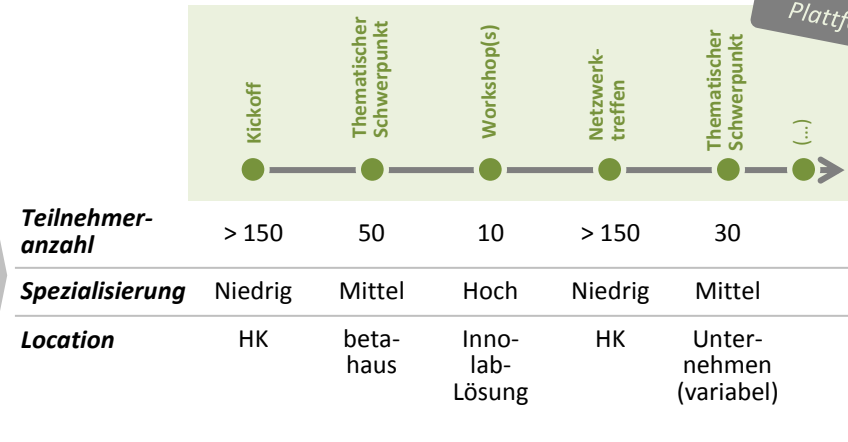 Kickoff
Thematischer
Schwerpunkt
Workshop(s)
Netzwerk-
treffen
Thematischer
Schwerpunkt
(...)
Teilnehmer-
anzahl
> 150
50
10
> 150
30
Spezialisierung
Niedrig
Mittel
Hoch
Niedrig
Mittel
Location
HK
beta-
haus
Inno-
lab-
Lösung
HK
Unter-
nehmen
(variabel)